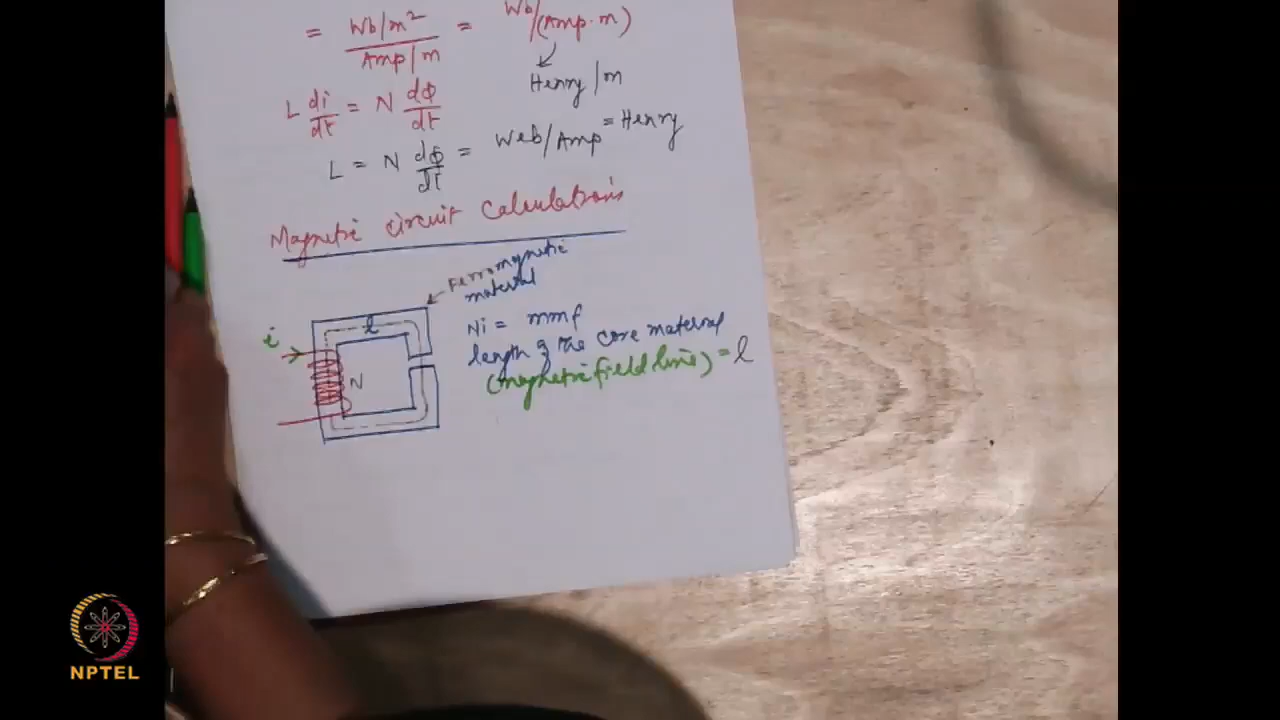 = Wb/m² / Amp/m = Wb/(Amp·m)
Henry/m
L di/dt = N dΦ/dt
L = N dΦ/di = Web/Amp = Henry
Magnetic circuit Calculations
Ferromagnetic
material
l
i
N
Ni = mmf
length of the core material
(magnetic field line) = l
NPTEL